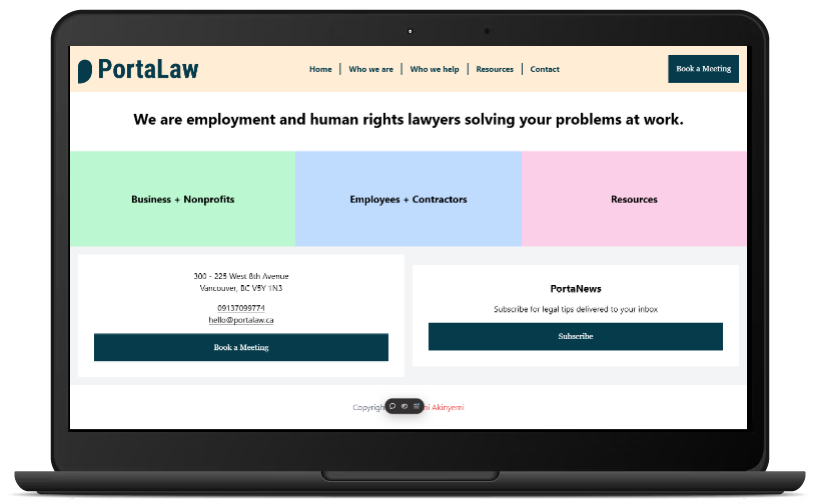 PortaLaw
Home | Who we are | Who we help | Resources | Contact
Book a Meeting
We are employment and human rights lawyers solving your problems at work.
Business + Nonprofits
Employees + Contractors
Resources
300 - 225 West 8th Avenue
Vancouver, BC V5Y 1N3
09137099774
hello@portalaw.ca
Book a Meeting
PortaNews
Subscribe for legal tips delivered to your inbox
Subscribe
Akinyemi